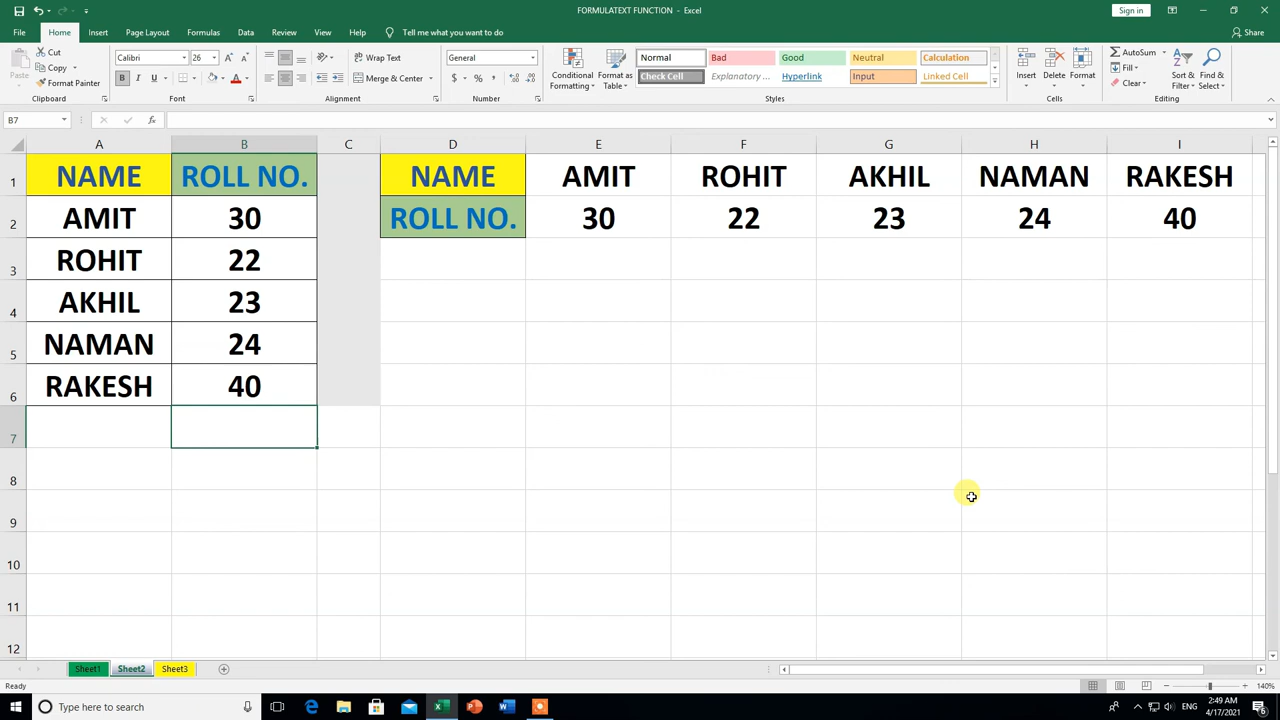 FORMULATEXT FUNCTION - Excel
Sign in
File Home Insert Page Layout Formulas Data Review View Help Tell me what you want to do
Share
Paste
Cut
Copy
Format Painter
Clipboard
Calibri 26
B I U
Font
Wrap Text
Merge & Center
Alignment
General
$ % ,
Number
Conditional Formatting
Format as Table
Normal Bad Good Neutral Calculation
Check Cell Explanatory ... Hyperlink Input Linked Cell
Styles
Insert Delete Format
Cells
AutoSum
Fill
Clear
Sort & Filter
Find & Select
Editing
B7
fx
A B C D E F G H I
1 NAME ROLL NO. NAME AMIT ROHIT AKHIL NAMAN RAKESH
2 AMIT 30 ROLL NO. 30 22 23 24 40
3 ROHIT 22
4 AKHIL 23
5 NAMAN 24
6 RAKESH 40
7
8
9
10
11
12
Sheet1 Sheet2 Sheet3
Ready
140%
Type here to search
2:49 AM
4/17/2021